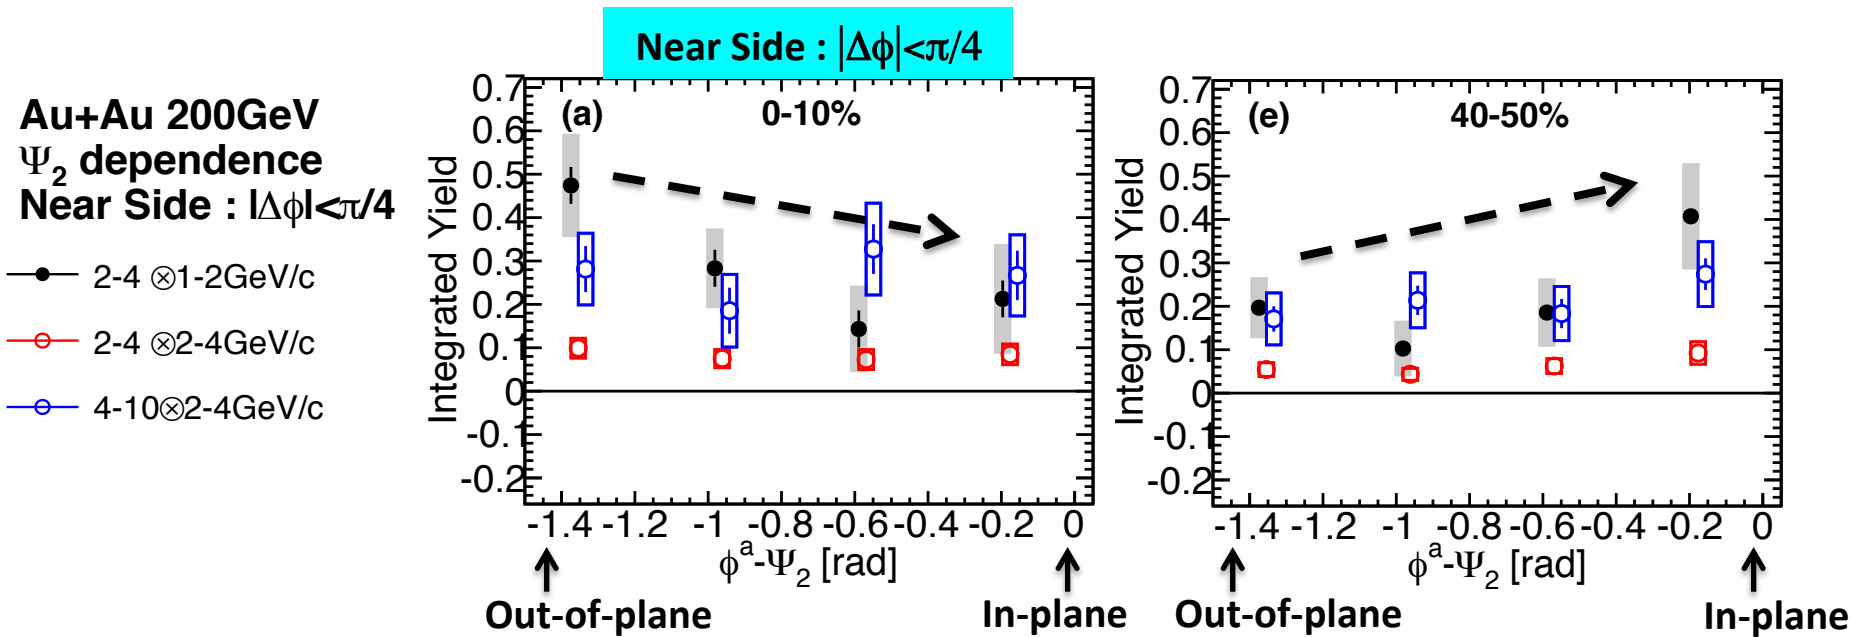 Near Side : |Δϕ|<π/4
Au+Au 200GeV
Ψ₂ dependence
Near Side : |Δϕ|<π/4
2-4 ⊗1-2GeV/c
2-4 ⊗2-4GeV/c
4-10⊗2-4GeV/c
(a) 0-10%
Integrated Yield
0.7
0.6
0.5
0.4
0.3
0.2
0.1
0
-0.1
-0.2
-1.4 -1.2 -1 -0.8 -0.6 -0.4 -0.2 0
ϕᵃ-Ψ₂ [rad]
Out-of-plane In-plane
(e) 40-50%
Integrated Yield
0.7
0.6
0.5
0.4
0.3
0.2
0.1
0
-0.1
-0.2
-1.4 -1.2 -1 -0.8 -0.6 -0.4 -0.2 0
ϕᵃ-Ψ₂ [rad]
Out-of-plane In-plane